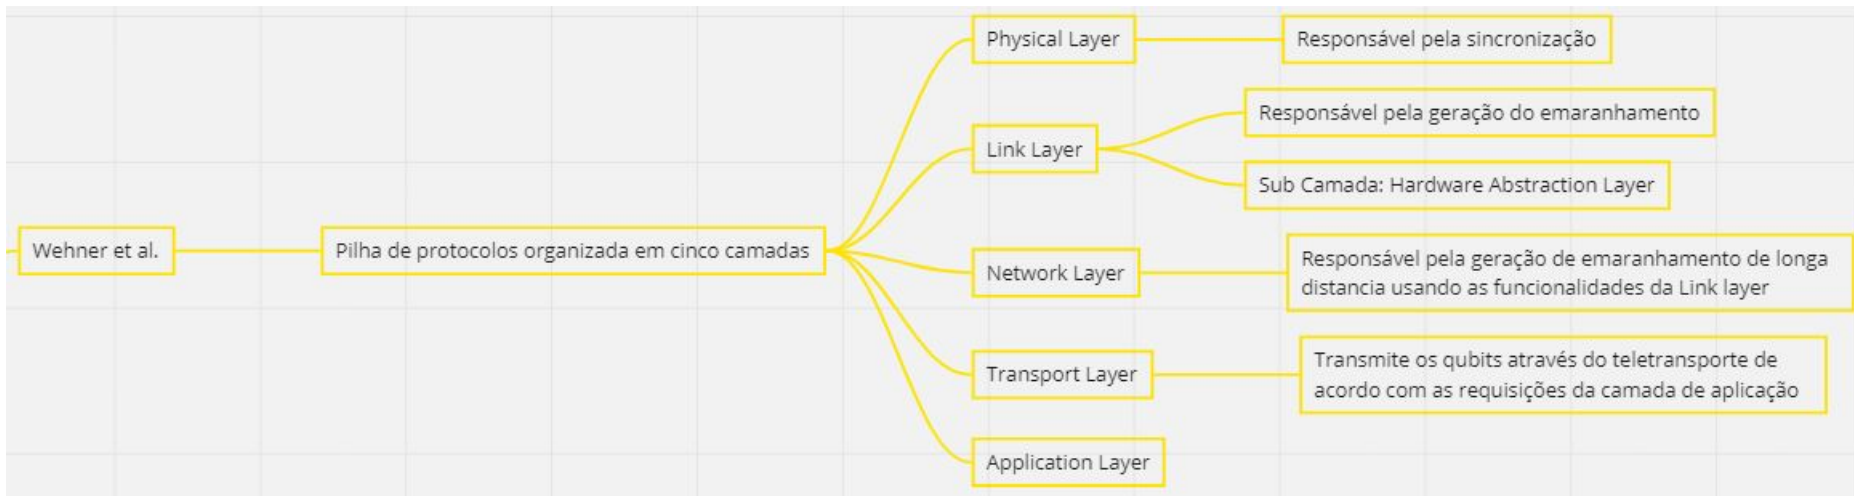 Wehner et al.
Pilha de protocolos organizada em cinco camadas
Physical Layer
Responsável pela sincronização
Link Layer
Responsável pela geração do emaranhamento
Sub Camada: Hardware Abstraction Layer
Network Layer
Responsável pela geração de emaranhamento de longa
distancia usando as funcionalidades da Link layer
Transport Layer
Transmite os qubits através do teletransporte de
acordo com as requisições da camada de aplicação
Application Layer